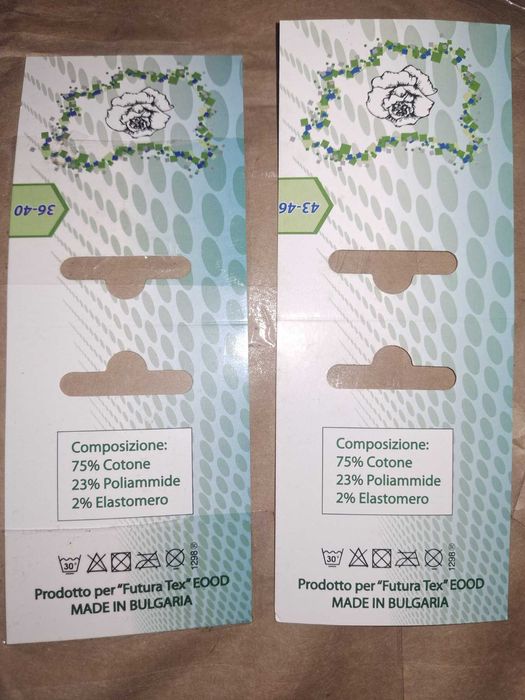 36-40
Composizione:
75% Cotone
23% Poliammide
2% Elastomero
30°
1298
Prodotto per "Futura Tex" EOOD
MADE IN BULGARIA
43-46
Composizione:
75% Cotone
23% Poliammide
2% Elastomero
30°
1298
Prodotto per "Futura Tex" EOOD
MADE IN BULGARIA